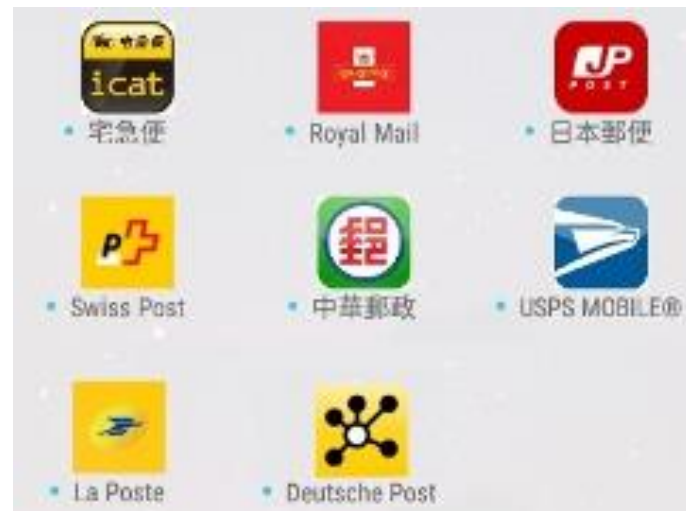 icat
JP
POST
宅急便
Royal Mail
日本郵便
P
郵
Swiss Post
中華郵政
USPS MOBILE®
La Poste
Deutsche Post